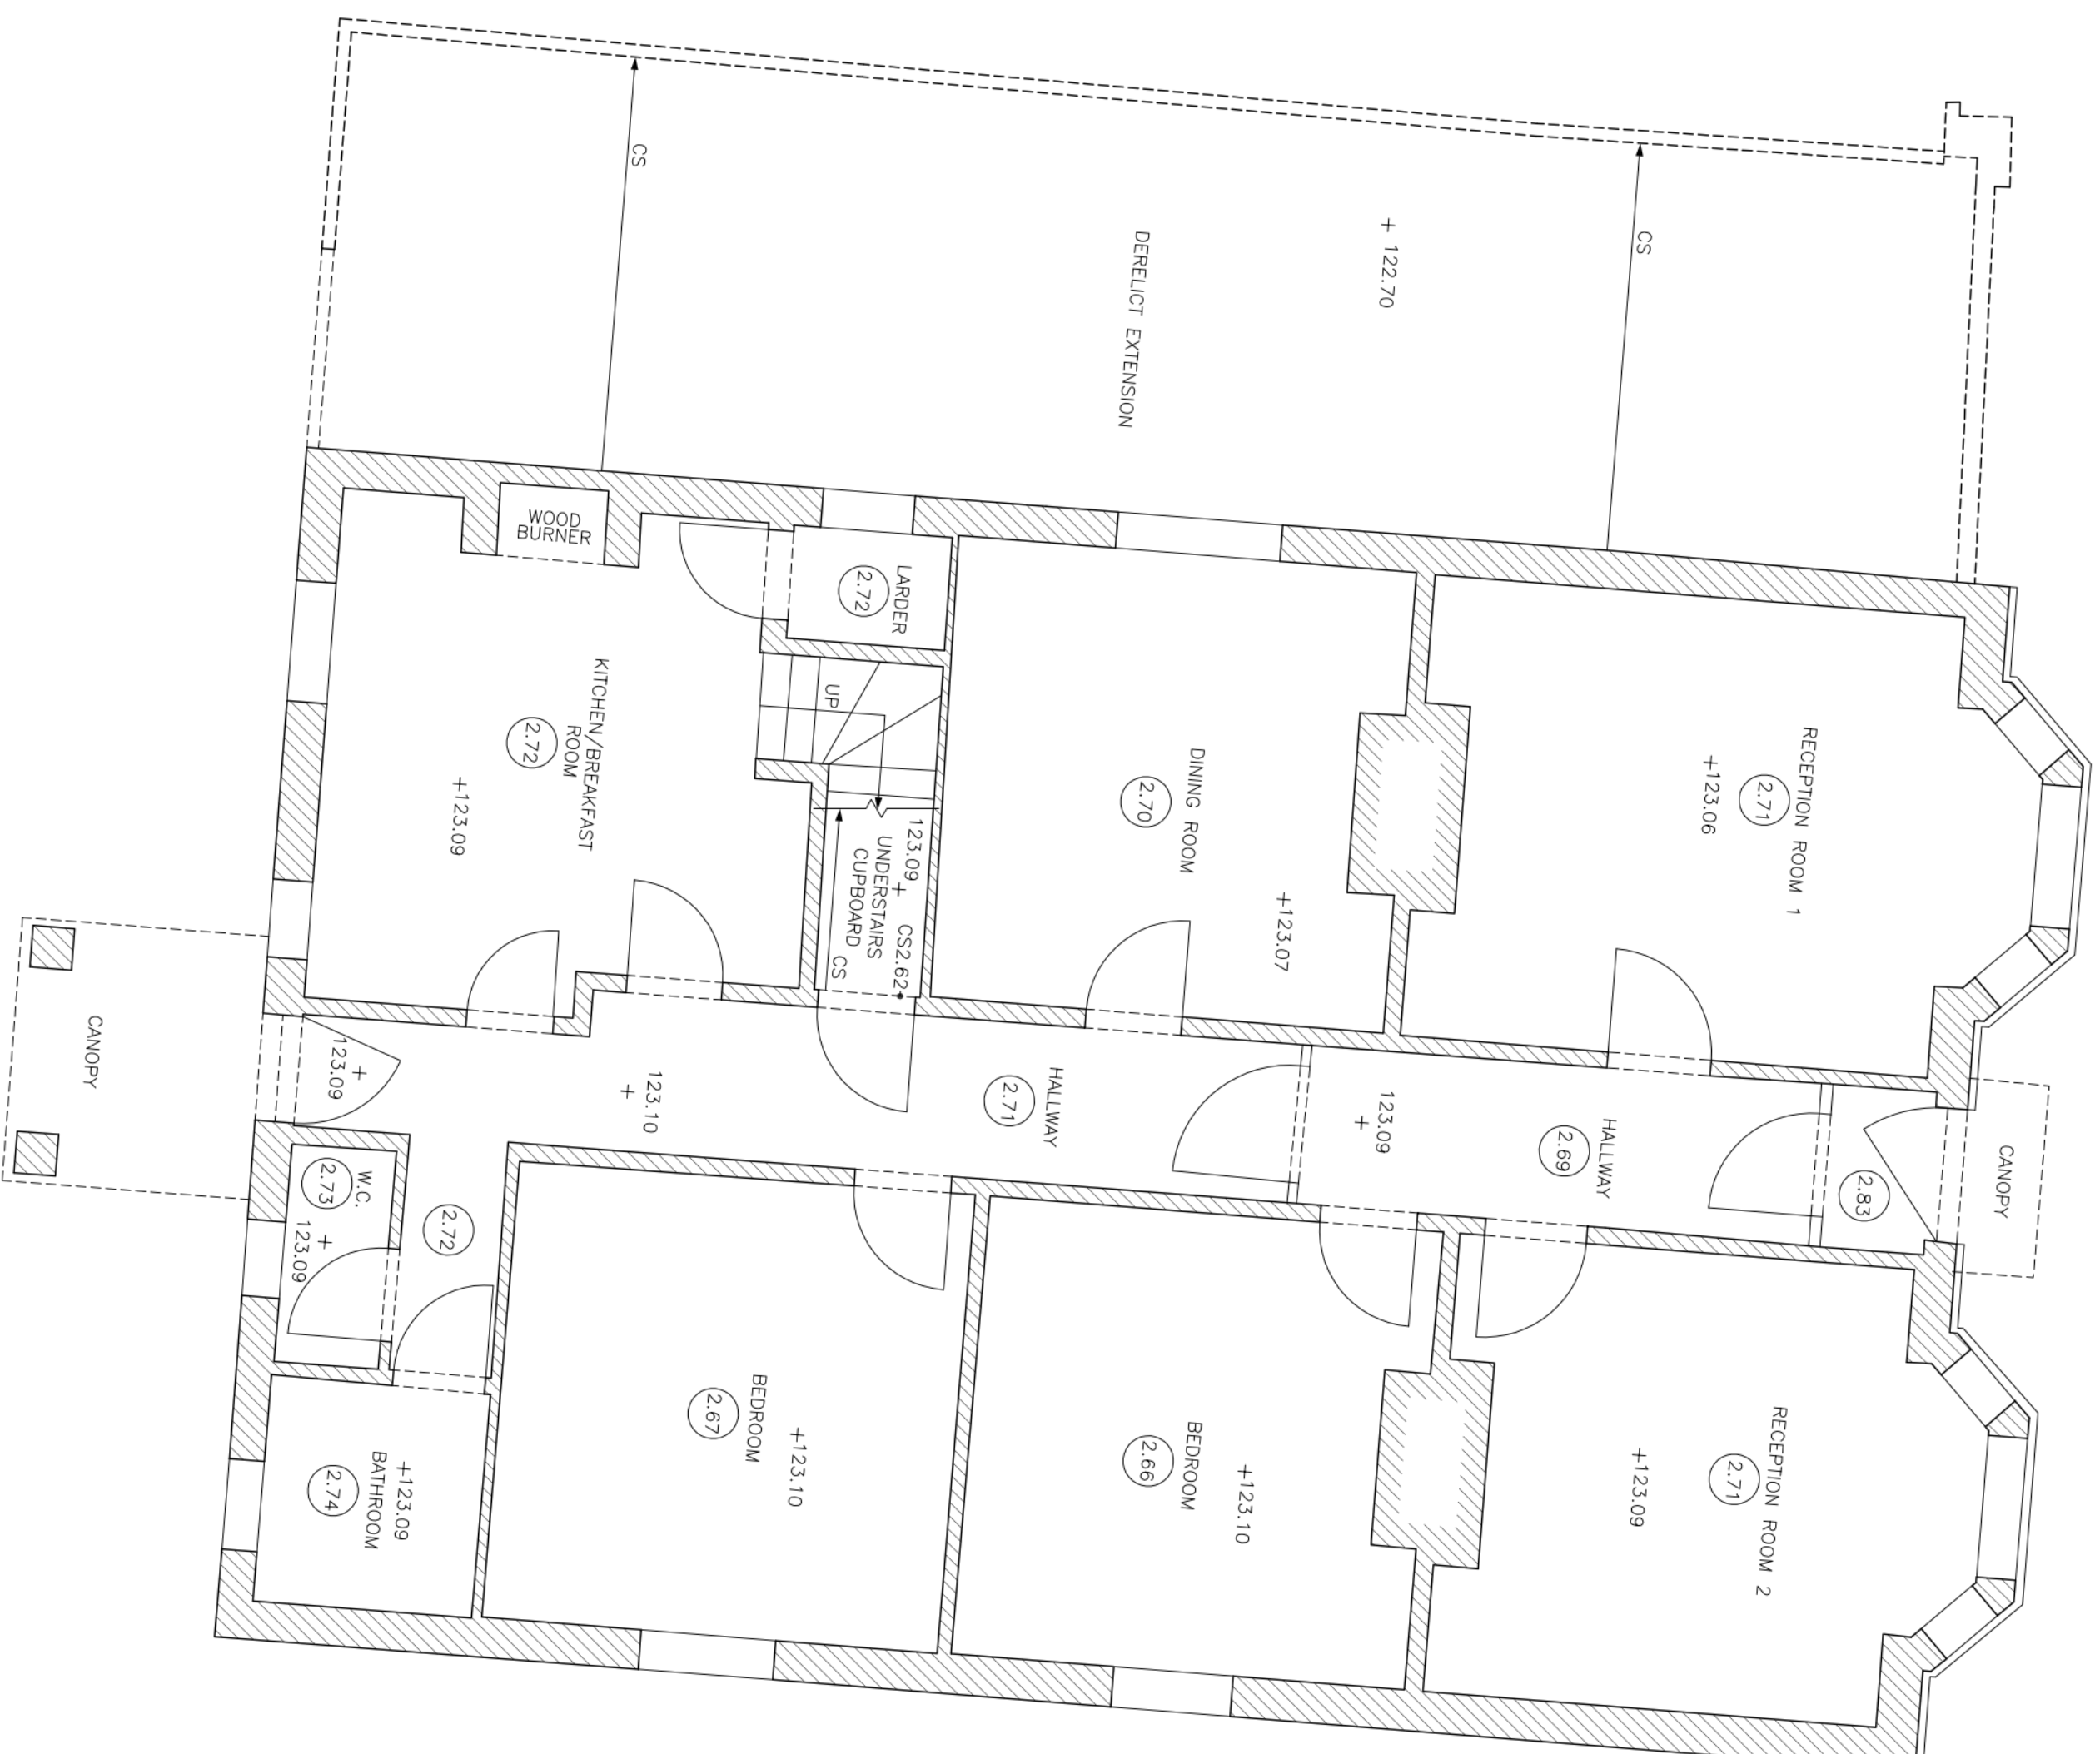 CS
CS
+ 122.70
DERELICT EXTENSION
WOOD
BURNER
LARDER
2.72
UP
KITCHEN/BREAKFAST
ROOM
2.72
+123.09
123.09
+
CS2.62
UNDERSTAIRS
CUPBOARD
CS
DINING ROOM
2.70
+123.07
RECEPTION ROOM 1
2.71
+123.06
CANOPY
2.83
HALLWAY
2.69
123.09
+
HALLWAY
2.71
123.10
+
+
123.09
CANOPY
W.C.
2.73
+
123.09
2.72
+123.09
BATHROOM
2.74
+123.10
BEDROOM
2.67
+123.10
BEDROOM
2.66
RECEPTION ROOM 2
2.71
+123.09